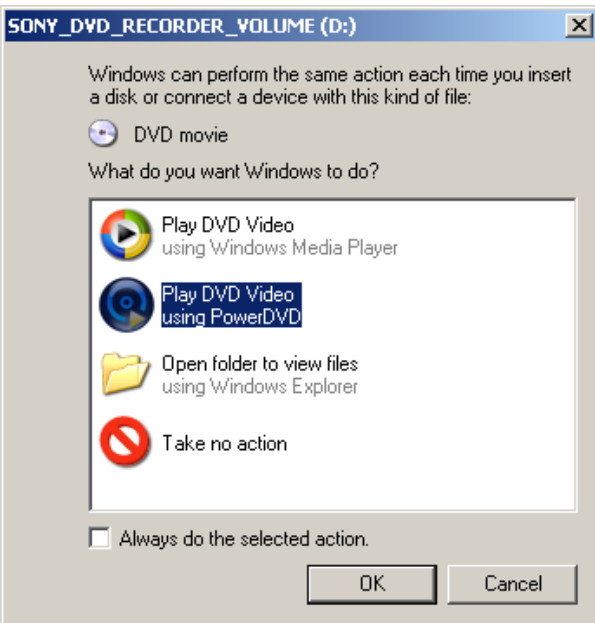 SONY_DVD_RECORDER_VOLUME (D:)
Windows can perform the same action each time you insert
a disk or connect a device with this kind of file:
DVD movie
What do you want Windows to do?
Play DVD Video
using Windows Media Player
Play DVD Video
using PowerDVD
Open folder to view files
using Windows Explorer
Take no action
Always do the selected action.
OK Cancel